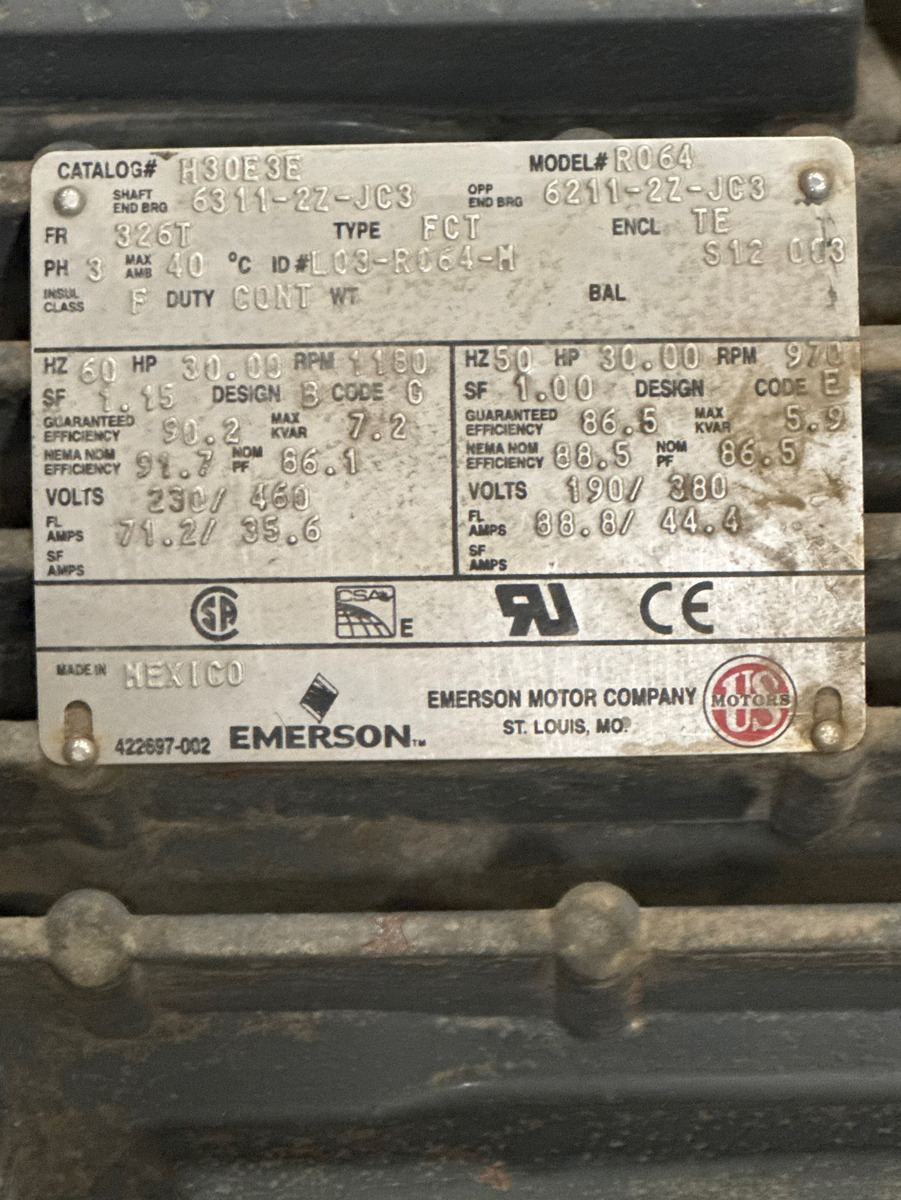 CATALOG# H30E3E MODEL# R064
SHAFT END BRG 6311-2Z-JC3 OPP END BRG 6211-2Z-JC3
FR 326T TYPE FCT ENCL TE
PH 3 MAX AMB 40 °C ID# L03-R064-M S12 003
INSUL CLASS F DUTY CONT WT BAL
HZ 60 HP 30.00 RPM 1180
SF 1.15 DESIGN B CODE G
GUARANTEED EFFICIENCY 90.2 MAX KVAR 7.2
NEMA NOM EFFICIENCY 91.7 NOM PF 86.1
VOLTS 230/ 460
FL AMPS 71.2/ 35.6
SF AMPS
HZ 50 HP 30.00 RPM 970
SF 1.00 DESIGN CODE E
GUARANTEED EFFICIENCY 86.5 MAX KVAR 5.9
NEMA NOM EFFICIENCY 88.5 NOM PF 86.5
VOLTS 190/ 380
FL AMPS 88.8/ 44.4
SF AMPS
CSA E CE
MADE IN MEXICO
EMERSON MOTOR COMPANY
ST. LOUIS, MO.
US MOTORS
422697-002 EMERSON™